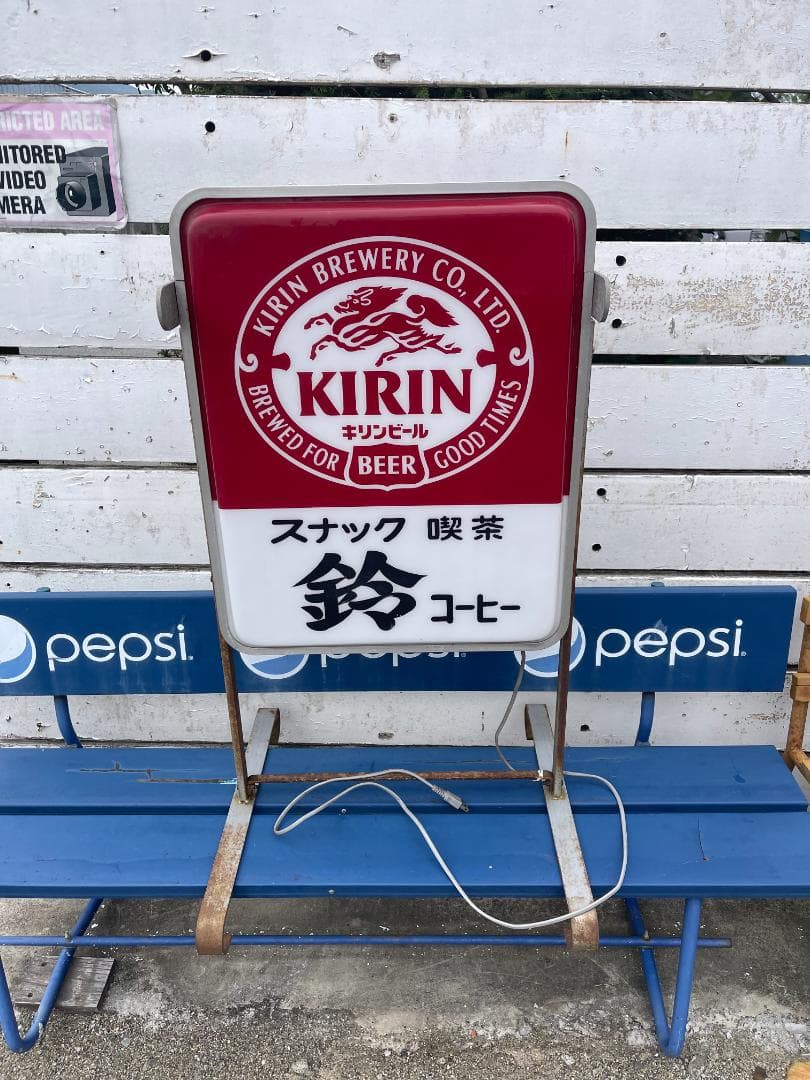 RICTED AREA
NITORED
VIDEO
MERA
KIRIN BREWERY CO., LTD.
KIRIN
キリンビール
BREWED FOR GOOD TIMES
BEER
スナック 喫茶
鈴 コーヒー
pepsi. pepsi pepsi.